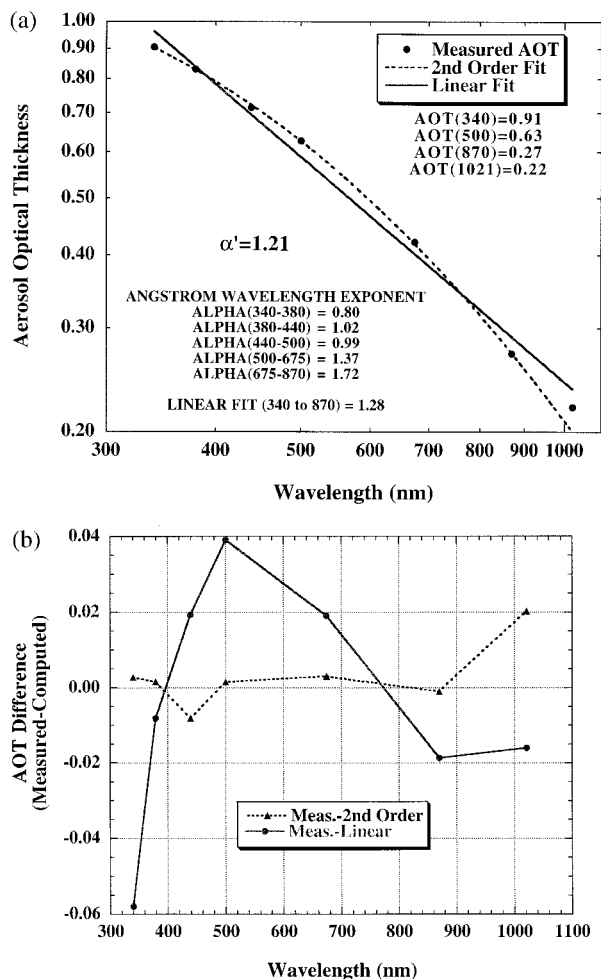 (a)
1.00
0.90
0.80
0.70
0.60
0.50
0.40
0.30
0.20
Aerosol Optical Thickness
Measured AOT
2nd Order Fit
Linear Fit
AOT(340)=0.91
AOT(500)=0.63
AOT(870)=0.27
AOT(1021)=0.22
α'=1.21
ANGSTROM WAVELENGTH EXPONENT
ALPHA(340-380) = 0.80
ALPHA(380-440) = 1.02
ALPHA(440-500) = 0.99
ALPHA(500-675) = 1.37
ALPHA(675-870) = 1.72
LINEAR FIT (340 to 870) = 1.28
300 400 500 600 700 800 900 1000
Wavelength (nm)
(b)
0.04
0.02
0.00
-0.02
-0.04
-0.06
AOT Difference
(Measured-Computed)
Meas.-2nd Order
Meas.-Linear
300 400 500 600 700 800 900 1000 1100
Wavelength (nm)